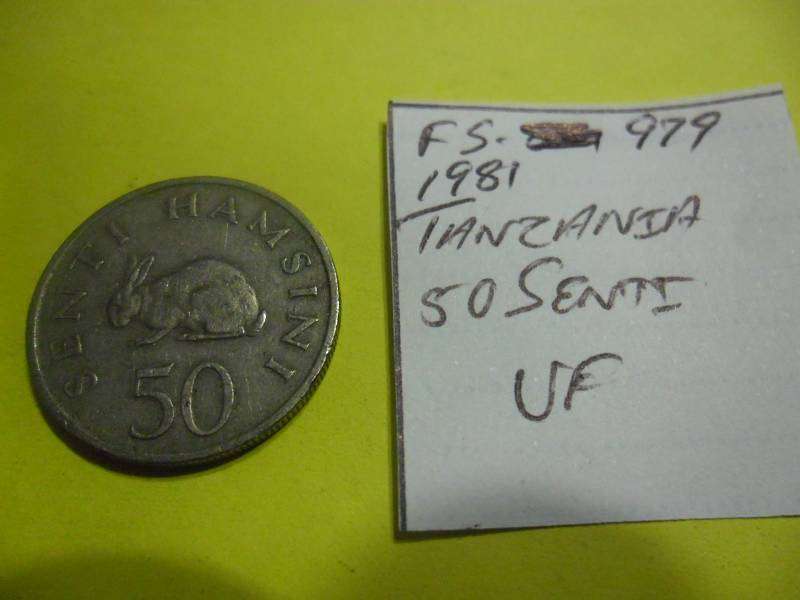 SENTI HAMSINI
50
FS. 979
1981
TANZANIA
50 SENTI
VF